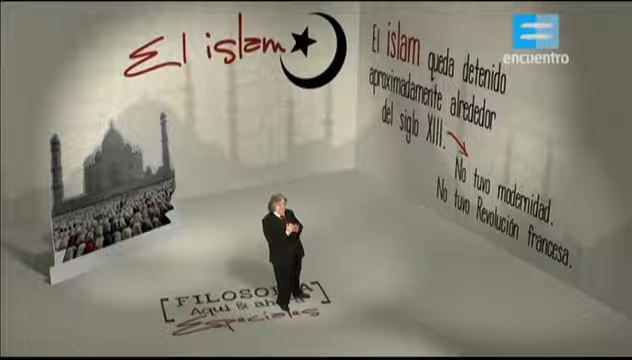 El islam
El islam queda detenido
aproximadamente alrededor
del siglo XIII.
No tuvo modernidad.
No tuvo Revolución francesa.
encuentro
[FILOSOFÍA]
Aquí & ahora
Especiales